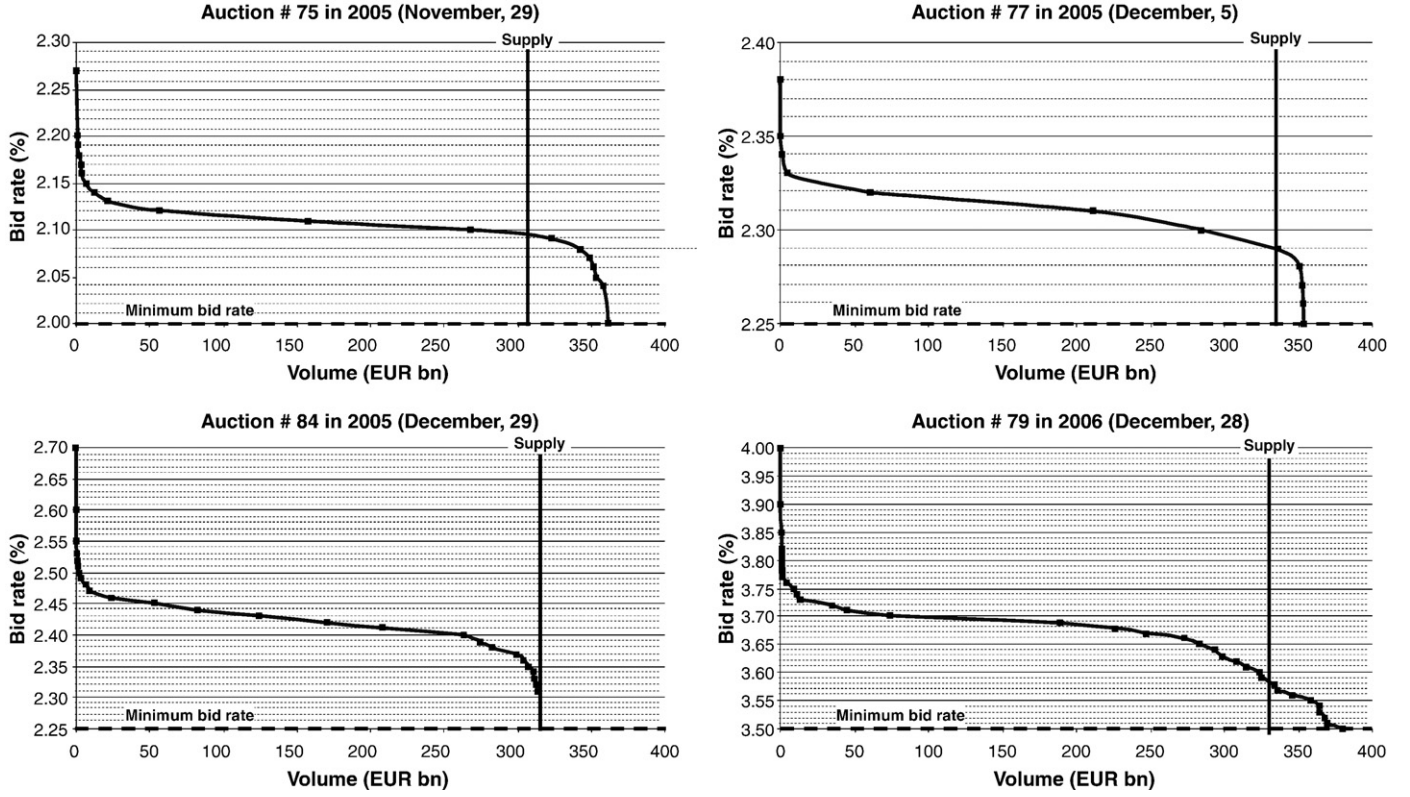 Auction # 75 in 2005 (November, 29)
Supply
2.30
2.25
2.20
2.15
2.10
2.05
2.00
Bid rate (%)
Minimum bid rate
0 50 100 150 200 250 300 350 400
Volume (EUR bn)
Auction # 77 in 2005 (December, 5)
Supply
2.40
2.35
2.30
2.25
Bid rate (%)
Minimum bid rate
0 50 100 150 200 250 300 350 400
Volume (EUR bn)
Auction # 84 in 2005 (December, 29)
Supply
2.70
2.65
2.60
2.55
2.50
2.45
2.40
2.35
2.30
2.25
Bid rate (%)
Minimum bid rate
0 50 100 150 200 250 300 350 400
Volume (EUR bn)
Auction # 79 in 2006 (December, 28)
Supply
4.00
3.95
3.90
3.85
3.80
3.75
3.70
3.65
3.60
3.55
3.50
Bid rate (%)
Minimum bid rate
0 50 100 150 200 250 300 350 400
Volume (EUR bn)